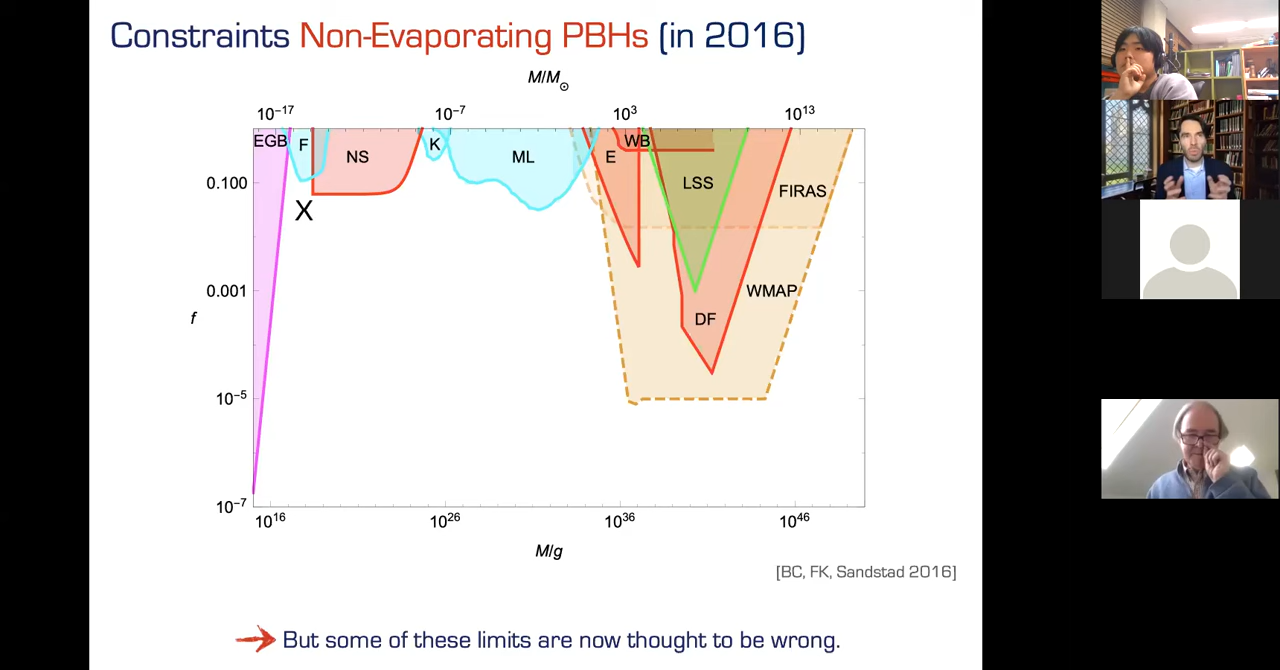 Constraints Non-Evaporating PBHs (in 2016)
M/M⊙
10⁻¹⁷ 10⁻⁷ 10³ 10¹³
EGB F NS K ML E WB LSS FIRAS
0.100
X
0.001
WMAP
f
DF
10⁻⁵
10⁻⁷
10¹⁶ 10²⁶ 10³⁶ 10⁴⁶
M/g
[BC, FK, Sandstad 2016]
But some of these limits are now thought to be wrong.